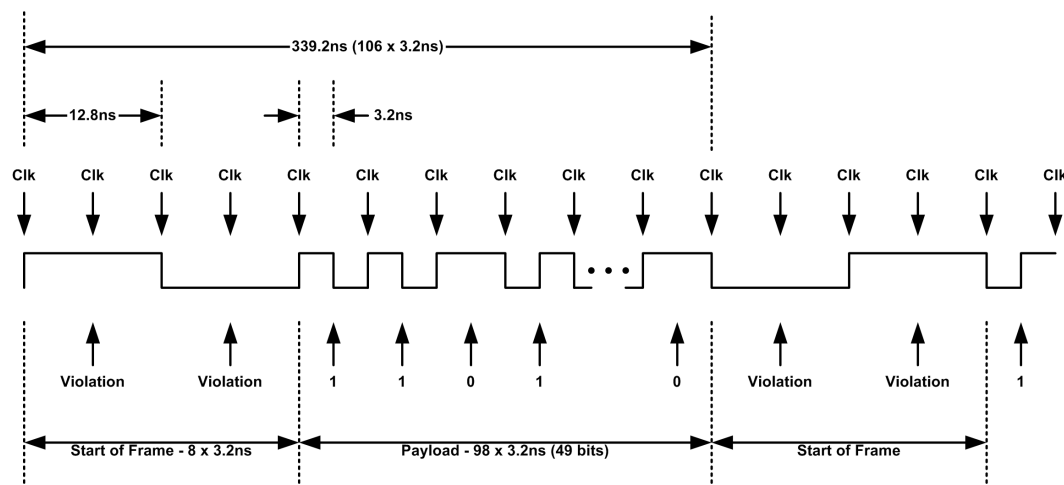 339.2ns (106 x 3.2ns)
12.8ns
3.2ns
Clk Clk Clk Clk Clk Clk Clk Clk Clk Clk Clk Clk Clk Clk Clk Clk
Violation Violation 1 1 0 1 0 Violation Violation 1
Start of Frame - 8 x 3.2ns Payload - 98 x 3.2ns (49 bits) Start of Frame